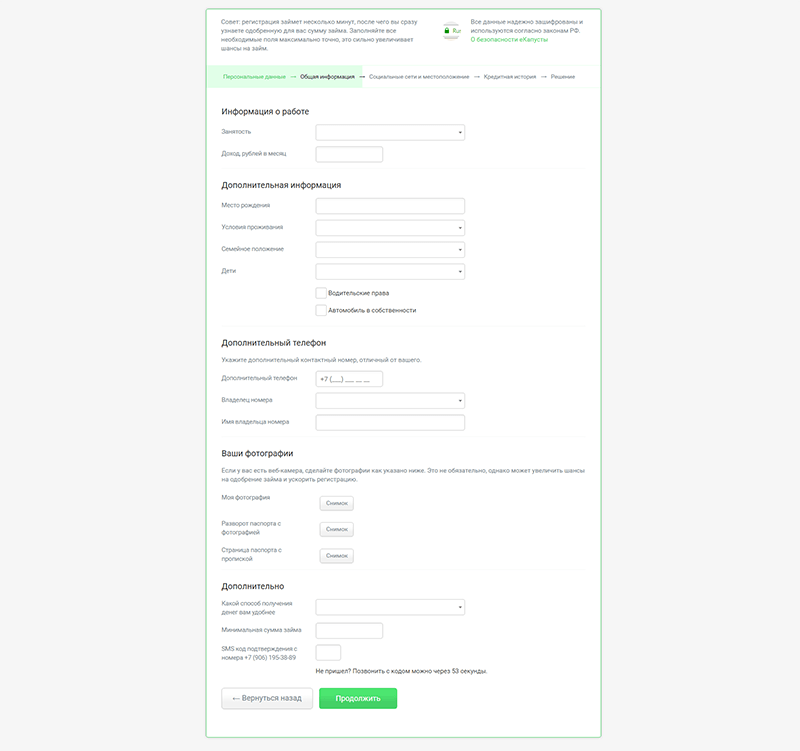 Совет: регистрация займет несколько минут, после чего вы сразу
узнаете одобренную для вас сумму займа. Заполняйте все
необходимые поля максимально точно, это сильно увеличивает
шансы на займ.
Rus
Все данные надежно зашифрованы и
используются согласно законам РФ.
О безопасности еКапусты
Персональные данные → Общая информация → Социальные сети и местоположение → Кредитная история → Решение
Информация о работе
Занятость
Доход, рублей в месяц
Дополнительная информация
Место рождения
Условия проживания
Семейное положение
Дети
Водительские права
Автомобиль в собственности
Дополнительный телефон
Укажите дополнительный контактный номер, отличный от вашего.
Дополнительный телефон
+7 (___) ___ __ __
Владелец номера
Имя владельца номера
Ваши фотографии
Если у вас есть веб-камера, сделайте фотографии как указано ниже. Это не обязательно, однако может увеличить шансы
на одобрение займа и ускорить регистрацию.
Моя фотография
Снимок
Разворот паспорта с
фотографией
Снимок
Страница паспорта с
пропиской
Снимок
Дополнительно
Какой способ получения
денег вам удобнее
Минимальная сумма займа
SMS код подтверждения с
номера +7 (906) 195-38-89
Не пришел? Позвонить с кодом можно через 53 секунды.
← Вернуться назад
Продолжить